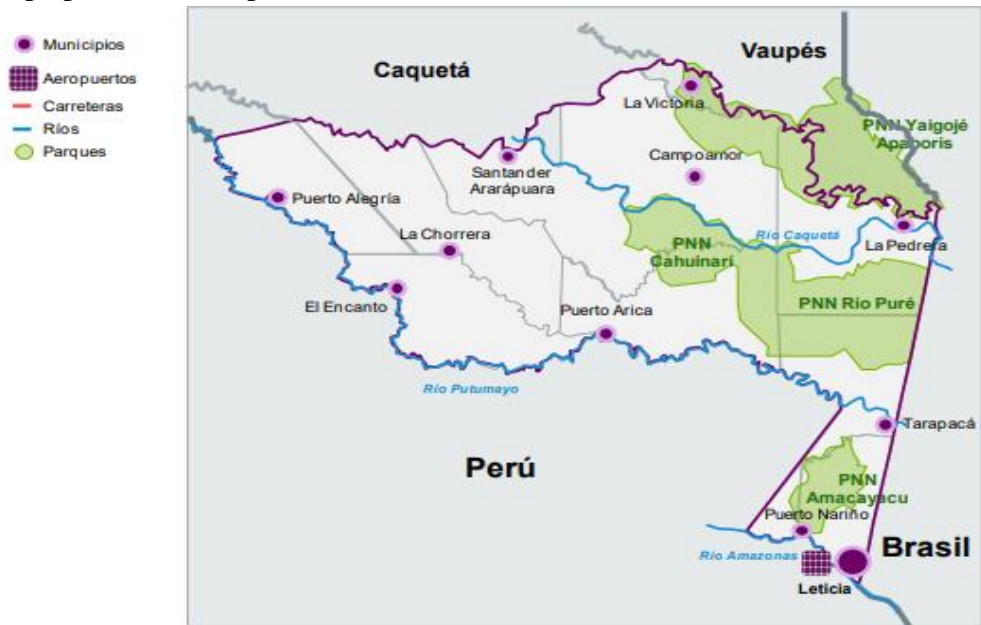 Municipios
Aeropuertos
Carreteras
Ríos
Parques
Caquetá
Vaupés
La Victoria
PNN Yaigojé
Apaporis
Campoamor
Santander
Ararápuara
Puerto Alegría
La Chorrera
Río Caquetá
La Pedrera
PNN
Cahuinarí
El Encanto
Puerto Arica
PNN Río Puré
Río Putumayo
Tarapacá
Perú
PNN
Amacayacu
Puerto Nariño
Brasil
Río Amazonas
Leticia